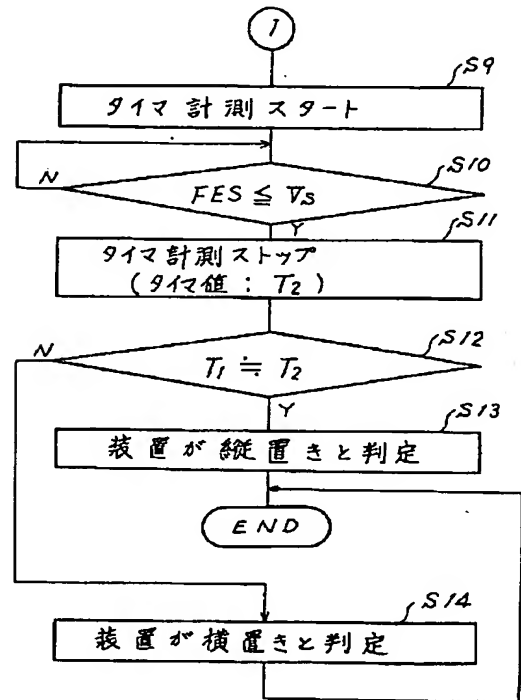 1
S9
タイマ計測スタート
S10
N
FES ≦ Vs
Y
S11
タイマ計測ストップ
(タイマ値 : T2)
S12
N
T1 ≒ T2
Y
S13
装置が縦置きと判定
END
S14
装置が横置きと判定